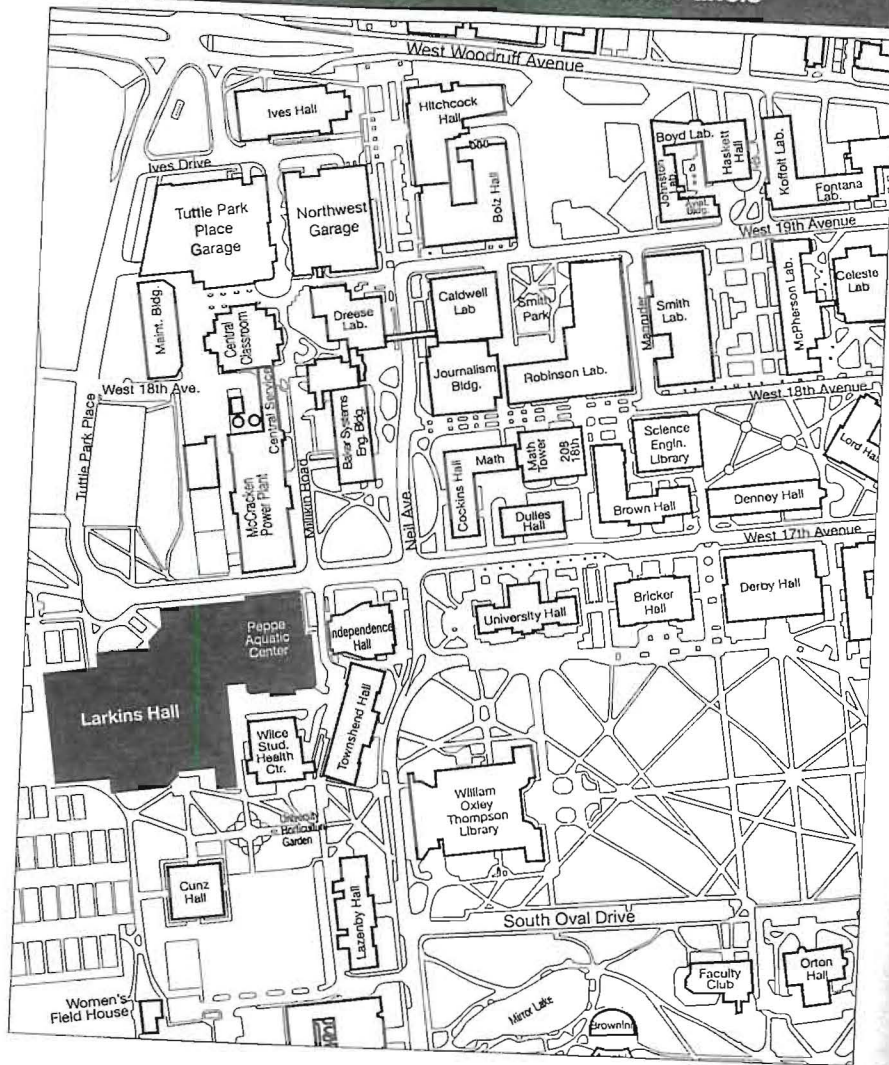 West Woodruff Avenue
Ives Hall
Hitchcock
Hall
Boyd Lab.
Haskett
Hall
Koffolt Lab.
Johnston
Lab.
Aviat.
Bldg.
Fontana
Lab.
Ives Drive
Tuttle Park
Place
Garage
Northwest
Garage
Bolz Hall
West 19th Avenue
Maint. Bldg.
Central
Classroom
Dreese
Lab.
Caldwell
Lab
Smith
Park
Magruder
Smith
Lab.
McPherson Lab.
Celeste
Lab
Journalism
Bldg.
Robinson Lab.
West 18th Ave.
West 18th Avenue
Tuttle Park Place
Central Service
McCracken
Power Plant
Millikin Road
Baker Systems
Eng. Bldg.
Neil Ave
Cockins Hall
Math
Math
Tower
208
18th
Science
Engin.
Library
Lord Hall
Dulles
Hall
Brown Hall
Denney Hall
West 17th Avenue
Peppe
Aquatic
Center
Larkins Hall
Independence
Hall
University Hall
Bricker
Hall
Derby Hall
Wilce
Stud.
Health
Ctr.
Townshend Hall
William
Oxley
Thompson
Library
University
Horticulture
Garden
Cunz
Hall
Lazenby Hall
South Oval Drive
Women's
Field House
Mirror Lake
Faculty
Club
Orton
Hall